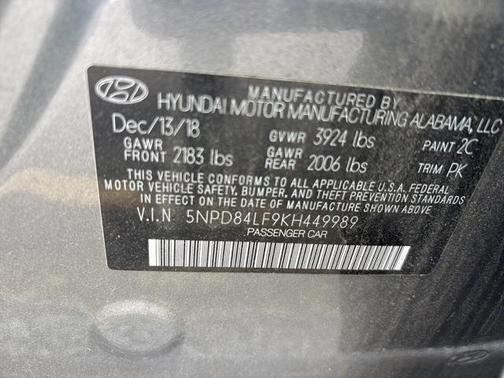 MANUFACTURED BY
HYUNDAI MOTOR MANUFACTURING ALABAMA, LLC
Dec/13/18 GVWR 3924 lbs PAINT 2C
GAWR FRONT 2183 lbs GAWR REAR 2006 lbs TRIM PK
THIS VEHICLE CONFORMS TO ALL APPLICABLE U.S.A. FEDERAL
MOTOR VEHICLE SAFETY, BUMPER, AND THEFT PREVENTION STANDARDS
IN EFFECT ON THE DATE OF MANUFACTURE SHOWN ABOVE.
V.I.N 5NPD84LF9KH449989
PASSENGER CAR